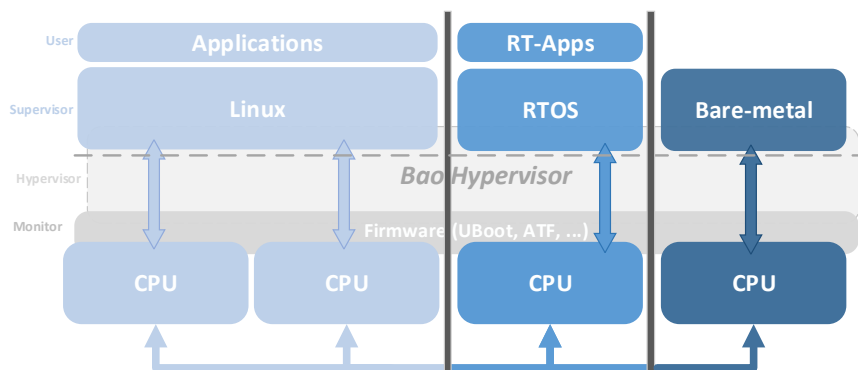 User
Applications
RT-Apps
Supervisor
Linux
RTOS
Bare-metal
Hypervisor
Bao Hypervisor
Monitor
Firmware (UBoot, ATF, ...)
CPU
CPU
CPU
CPU